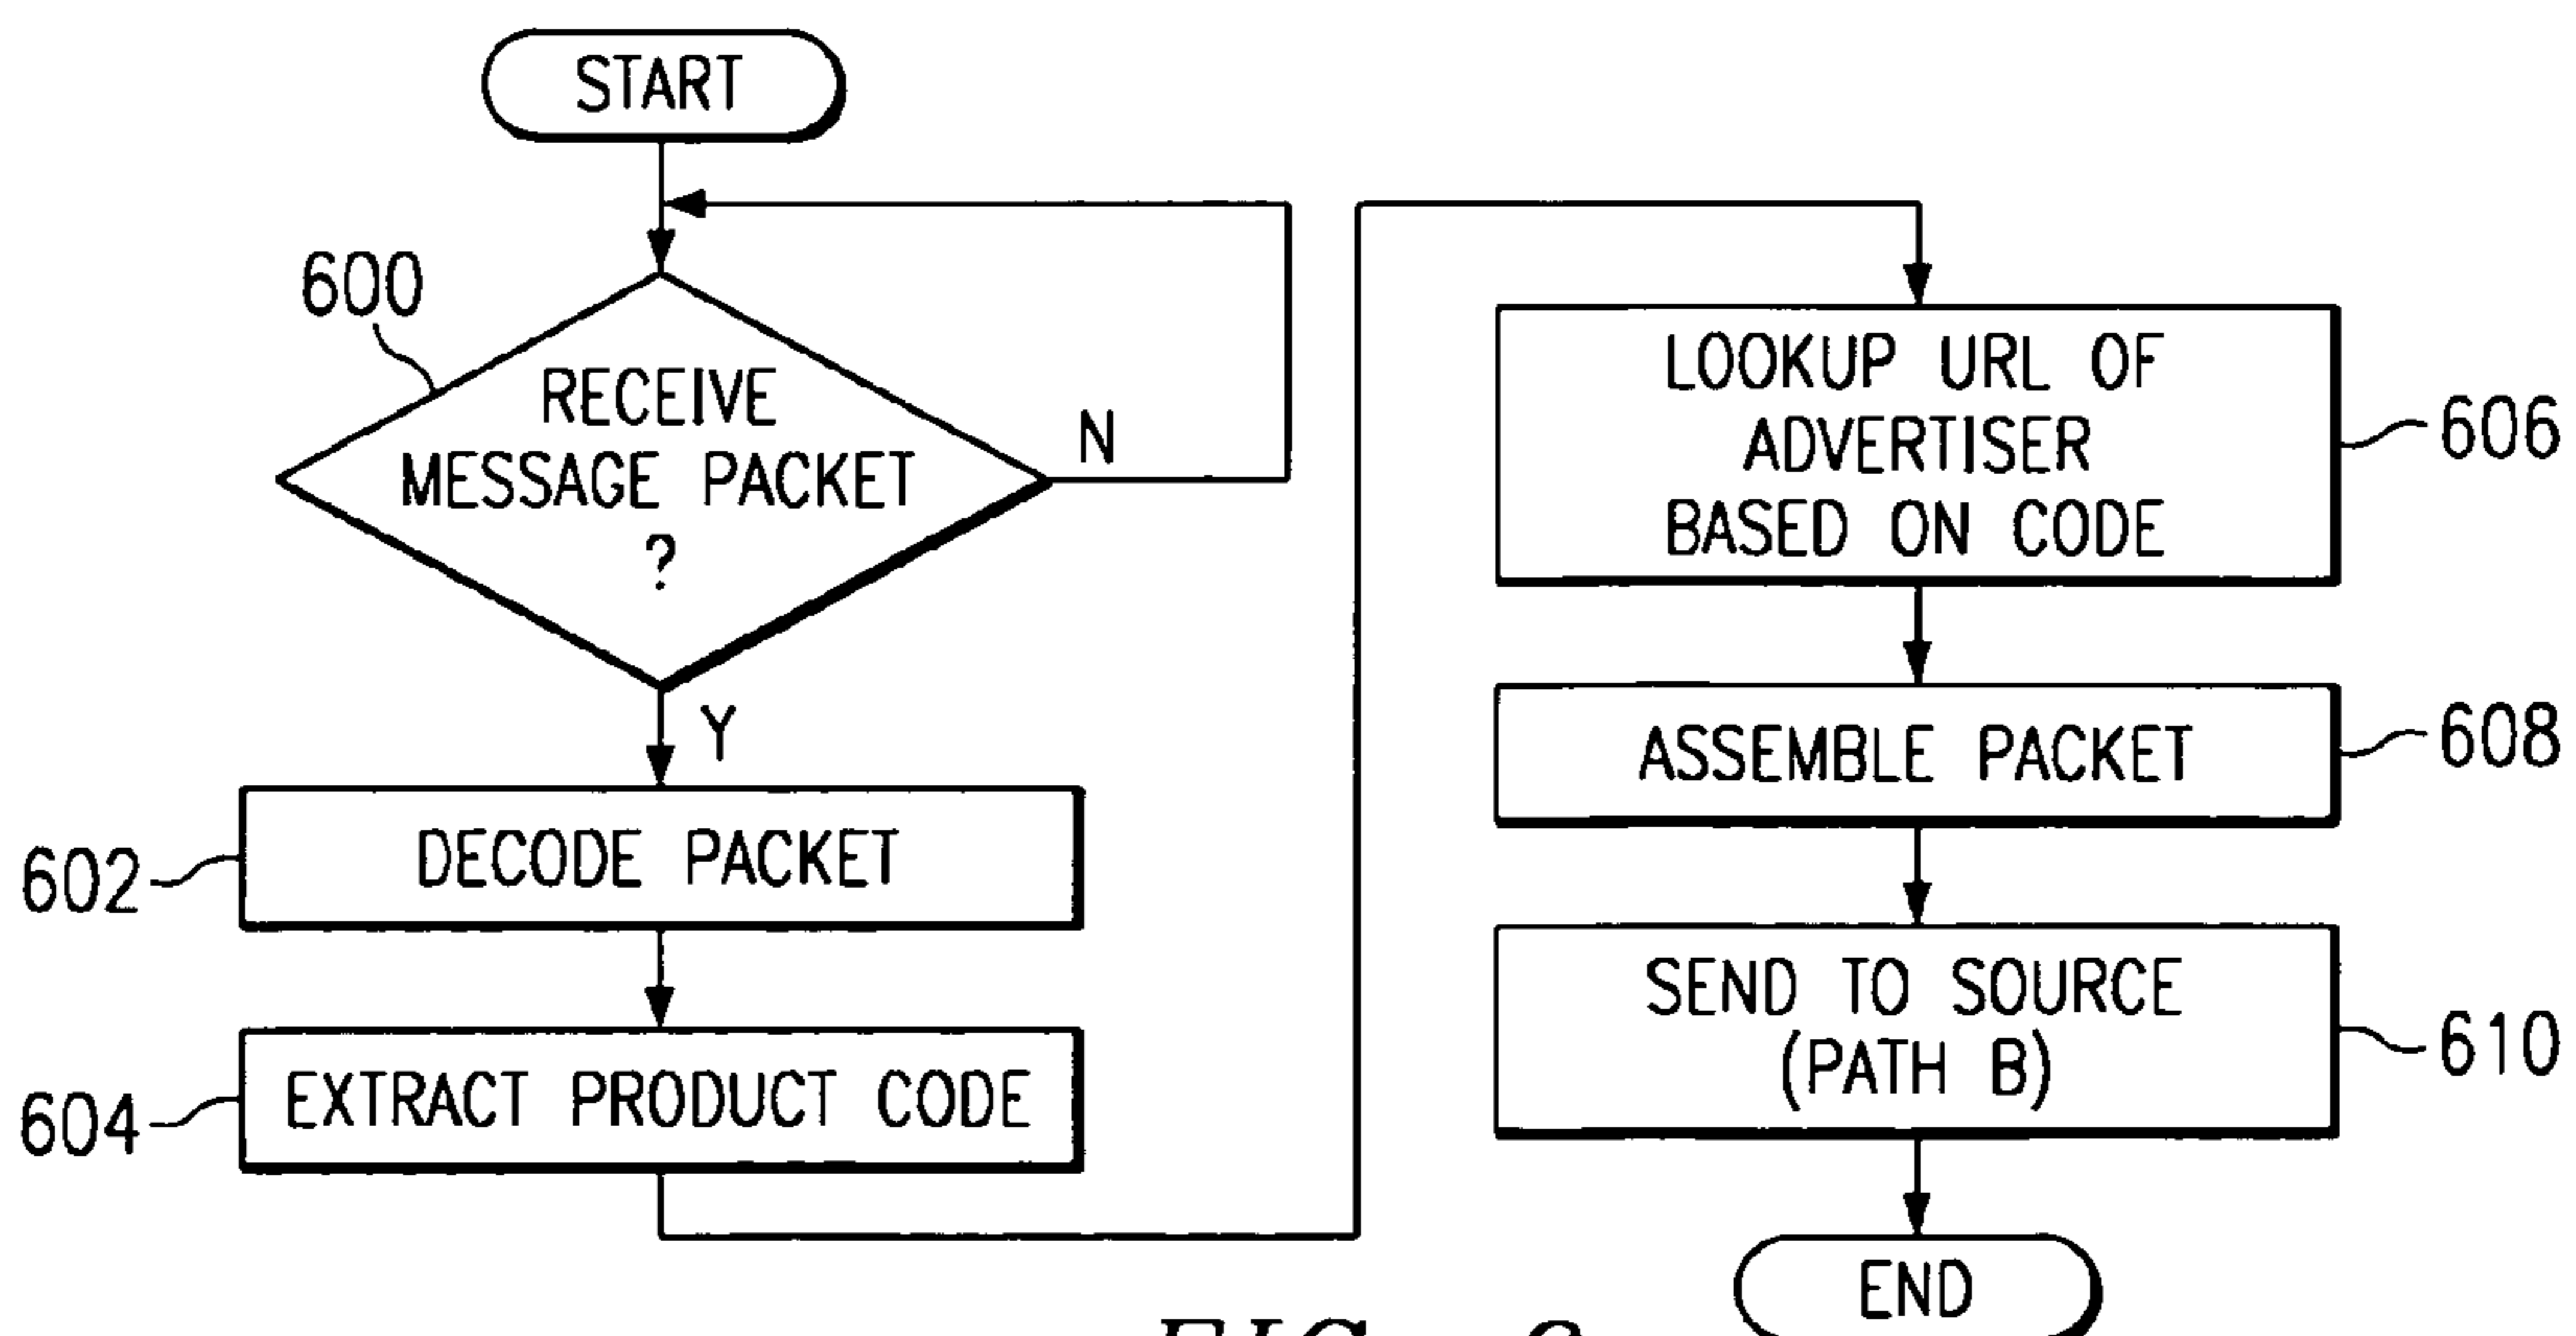 START
600
RECEIVE
MESSAGE PACKET
?
N
Y
602
DECODE PACKET
604
EXTRACT PRODUCT CODE
LOOKUP URL OF
ADVERTISER
BASED ON CODE
606
ASSEMBLE PACKET
608
SEND TO SOURCE
(PATH B)
610
END